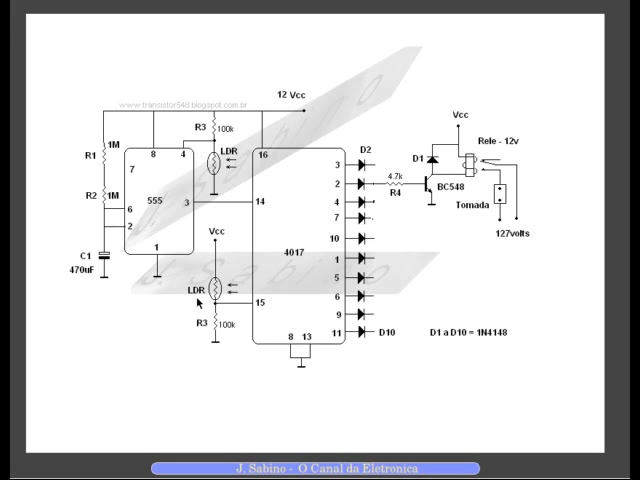 12 Vcc
www.transistor548.blogspot.com.br
R3
100k
LDR
1M
R1
R2
1M
8
4
7
555
3
6
2
1
C1
470uF
16
14
4017
15
8 13
Vcc
LDR
R3
100k
D2
3
2
4
7
10
1
5
6
9
11
D10
4.7k
R4
Vcc
D1
BC548
Rele - 12v
Tomada
127volts
D1 a D10 = 1N4148
J. Sabino
J. Sabino
J. Sabino - O Canal da Eletronica